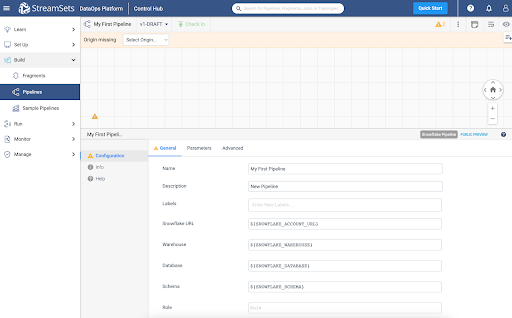 StreamSets DataOps Platform Control Hub Search for Pipelines, Fragments, Jobs, or Topologies Quick Start
Learn
Set Up
Build
Fragments
Pipelines
Sample Pipelines
Run
Monitor
Manage
My First Pipeline v1-DRAFT Check In 2
Origin missing Select Origin...
My First Pipeli... Snowflake Pipeline PUBLIC PREVIEW
Configuration
Info
Help
General Parameters Advanced
Name My First Pipeline
Description New Pipeline
Labels Enter New Labels...
Snowflake URL ${SNOWFLAKE_ACCOUNT_URL}
Warehouse ${SNOWFLAKE_WAREHOUSE}
Database ${SNOWFLAKE_DATABASE}
Schema ${SNOWFLAKE_SCHEMA}
Role Role